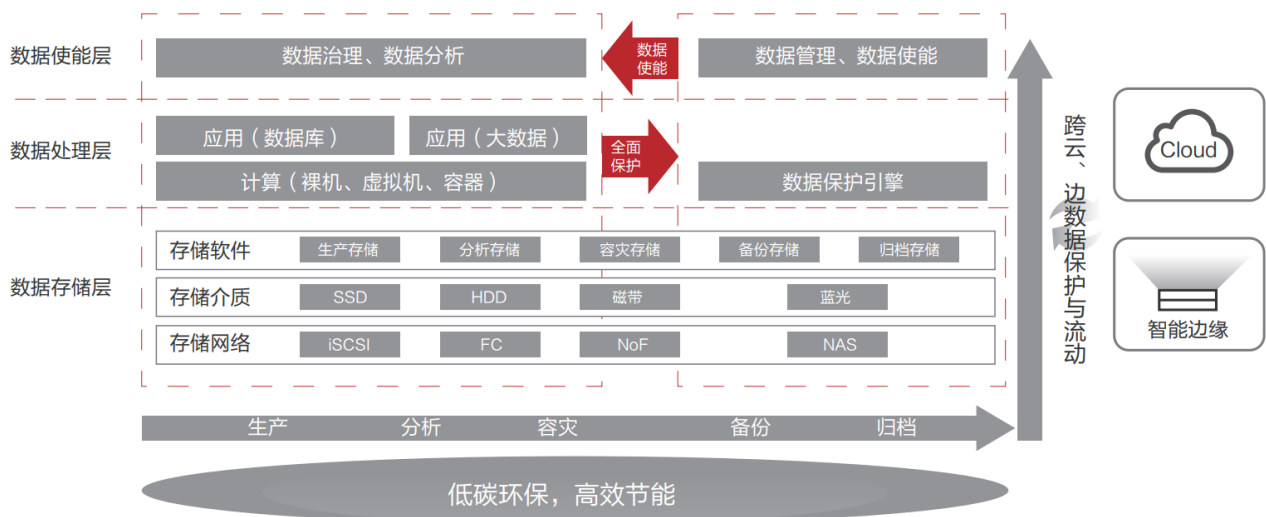 数据使能层
数据治理、数据分析
数据
使能
数据管理、数据使能
数据处理层
应用(数据库)
应用(大数据)
计算(裸机、虚拟机、容器)
全面
保护
数据保护引擎
数据存储层
存储软件
生产存储
分析存储
容灾存储
备份存储
归档存储
存储介质
SSD
HDD
磁带
蓝光
存储网络
iSCSI
FC
NoF
NAS
生产
分析
容灾
备份
归档
低碳环保，高效节能
跨云、边数据保护与流动
Cloud
智能边缘